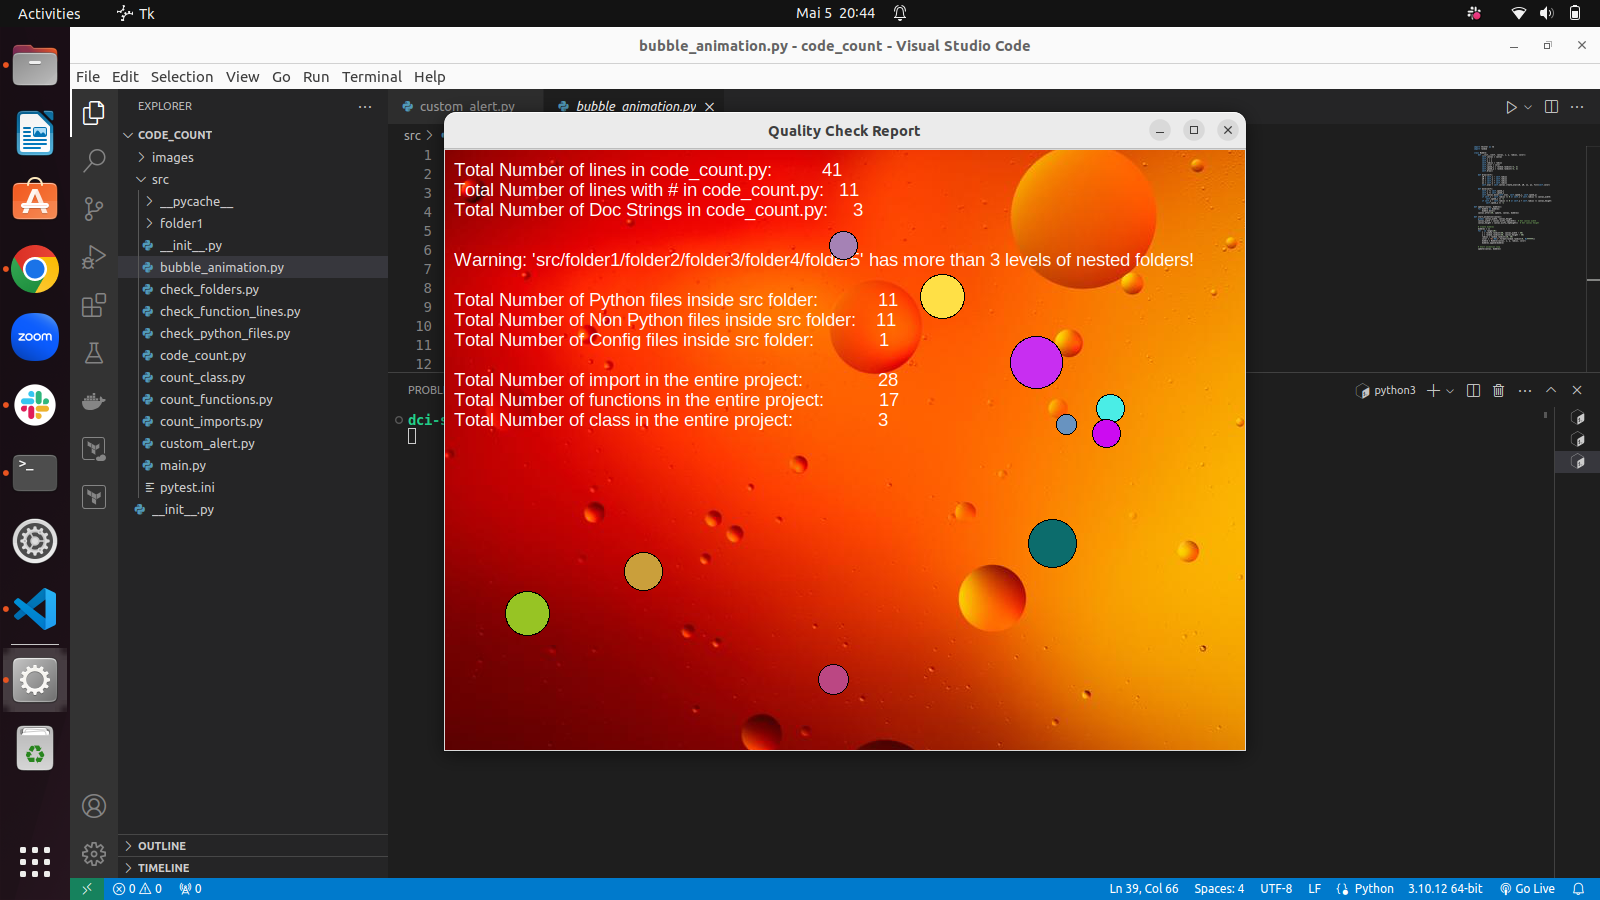 Activities
Tk
Mai 5 20:44
bubble_animation.py - code_count - Visual Studio Code
File Edit Selection View Go Run Terminal Help
EXPLORER
custom_alert.py
bubble_animation.py
CODE_COUNT
images
src
__pycache__
folder1
__init__.py
bubble_animation.py
check_folders.py
check_function_lines.py
check_python_files.py
code_count.py
count_class.py
count_functions.py
count_imports.py
custom_alert.py
main.py
pytest.ini
__init__.py
OUTLINE
TIMELINE
src
1
2
3
4
5
6
7
8
9
10
11
12
Quality Check Report
Total Number of lines in code_count.py: 41
Total Number of lines with # in code_count.py: 11
Total Number of Doc Strings in code_count.py: 3
Warning: 'src/folder1/folder2/folder3/folder4/folder5' has more than 3 levels of nested folders!
Total Number of Python files inside src folder: 11
Total Number of Non Python files inside src folder: 11
Total Number of Config files inside src folder: 1
Total Number of import in the entire project: 28
Total Number of functions in the entire project: 17
Total Number of class in the entire project: 3
PROBL
python3
dci-s
zoom
0 0 0
Ln 39, Col 66 Spaces: 4 UTF-8 LF Python 3.10.12 64-bit Go Live